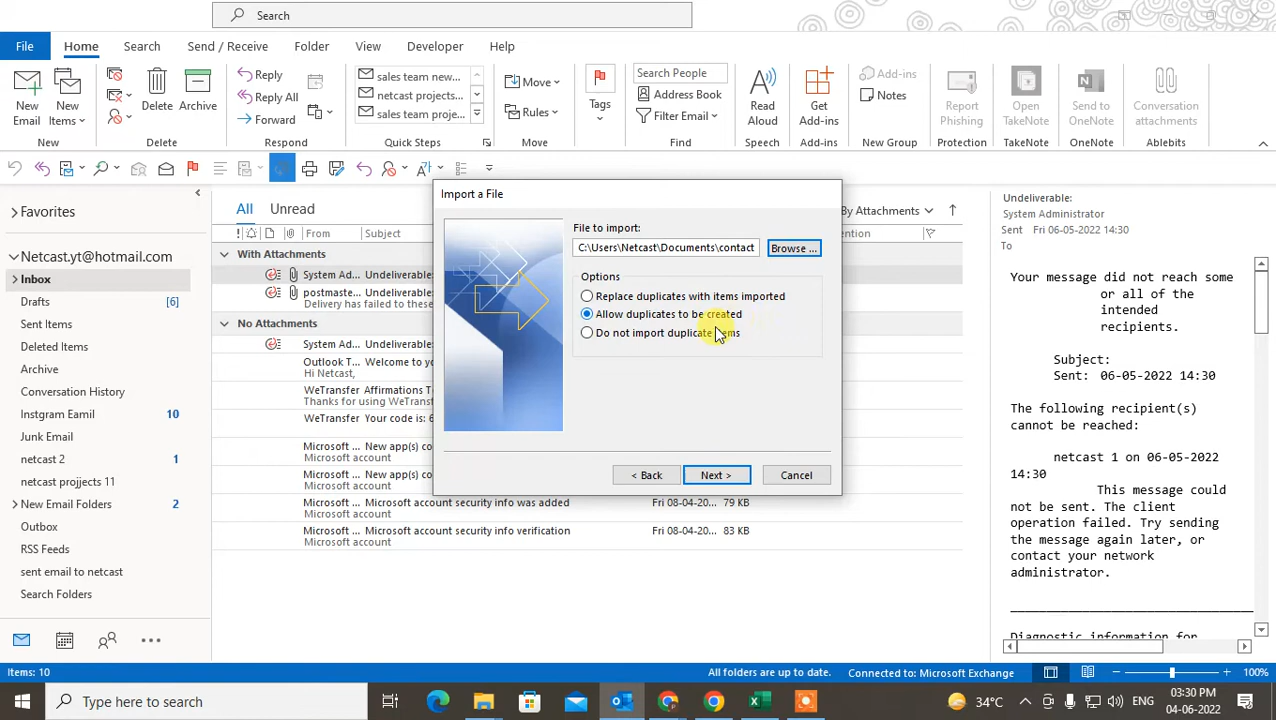 Search
File Home Search Send / Receive Folder View Developer Help
New Email
New Items
Delete
Archive
Reply
Reply All
Forward
sales team new...
netcast projects...
sales team proje...
Move
Rules
Tags
Search People
Address Book
Filter Email
Read Aloud
Get Add-ins
Add-ins
Notes
Report Phishing
Open TakeNote
Send to OneNote
Conversation attachments
New Delete Respond Quick Steps Move Find Speech Add-ins New Group Protection TakeNote OneNote Ablebits
Favorites
Netcast.yt@hotmail.com
Inbox
Drafts [6]
Sent Items
Deleted Items
Archive
Conversation History
Instgram Eamil 10
Junk Email
netcast 2 1
netcast projjects 11
New Email Folders 2
Outbox
RSS Feeds
sent email to netcast
Search Folders
All Unread
By Attachments
From Subject
With Attachments
System Ad... Undeliverable:
postmaste... Undeliverable:
Delivery has failed to these
No Attachments
System Ad... Undeliverable:
Outlook T... Welcome to yo
Hi Netcast,
WeTransfer Affirmations T
Thanks for using WeTransf
WeTransfer Your code is: 6
Microsoft ... New app(s) co
Microsoft account
Microsoft ... New app(s) co
Microsoft account
Microsoft ... Microsoft account security info was added Fri 08-04-20... 79 KB
Microsoft account
Microsoft ... Microsoft account security info verification Fri 08-04-20... 83 KB
Microsoft account
Import a File
File to import:
C:\Users\Netcast\Documents\contact
Browse ...
Options
Replace duplicates with items imported
Allow duplicates to be created
Do not import duplicate items
< Back
Next >
Cancel
Undeliverable:
System Administrator
Sent Fri 06-05-2022 14:30
To
Your message did not reach some
or all of the
intended
recipients.
Subject:
Sent: 06-05-2022 14:30
The following recipient(s)
cannot be reached:
netcast 1 on 06-05-2022
14:30
This message could
not be sent. The client
operation failed. Try sending
the message again later, or
contact your network
administrator.
Diagnostic information for
Items: 10
All folders are up to date.
Connected to: Microsoft Exchange
100%
Type here to search
34°C
ENG
03:30 PM
04-06-2022